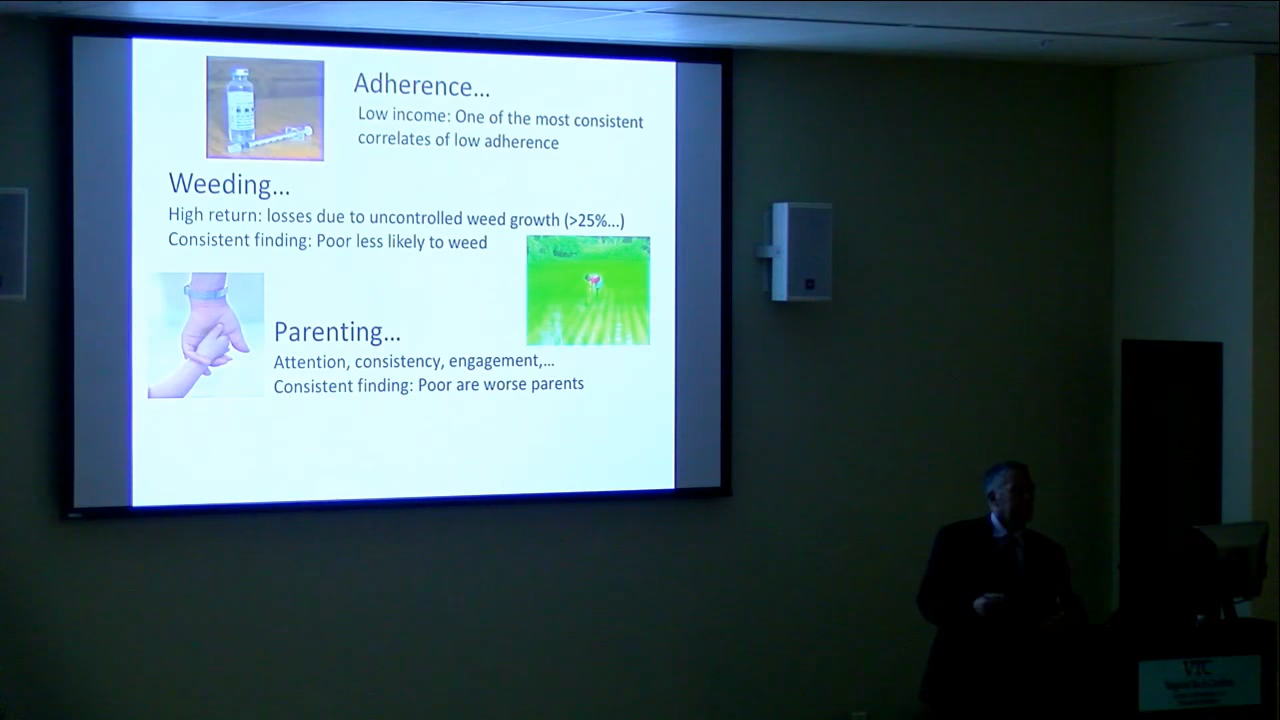 Adherence...
Low income: One of the most consistent
correlates of low adherence
Weeding...
High return: losses due to uncontrolled weed growth (>25%...)
Consistent finding: Poor less likely to weed
Parenting...
Attention, consistency, engagement,...
Consistent finding: Poor are worse parents
VTC